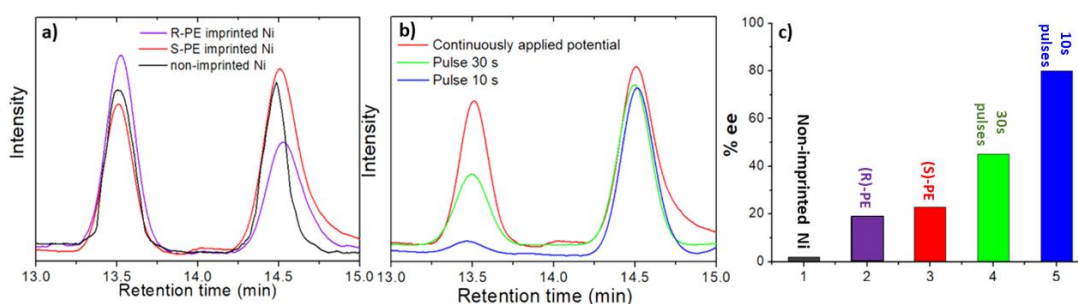 a)
R-PE imprinted Ni
S-PE imprinted Ni
non-imprinted Ni
Intensity
13.0 13.5 14.0 14.5 15.0
Retention time (min)
b)
Continuously applied potential
Pulse 30 s
Pulse 10 s
Intensity
13.0 13.5 14.0 14.5 15.0
Retention time (min)
c)
% ee
100
80
60
40
20
0
Non-imprinted Ni
(R)-PE
(S)-PE
30s
pulses
10s
pulses
1 2 3 4 5